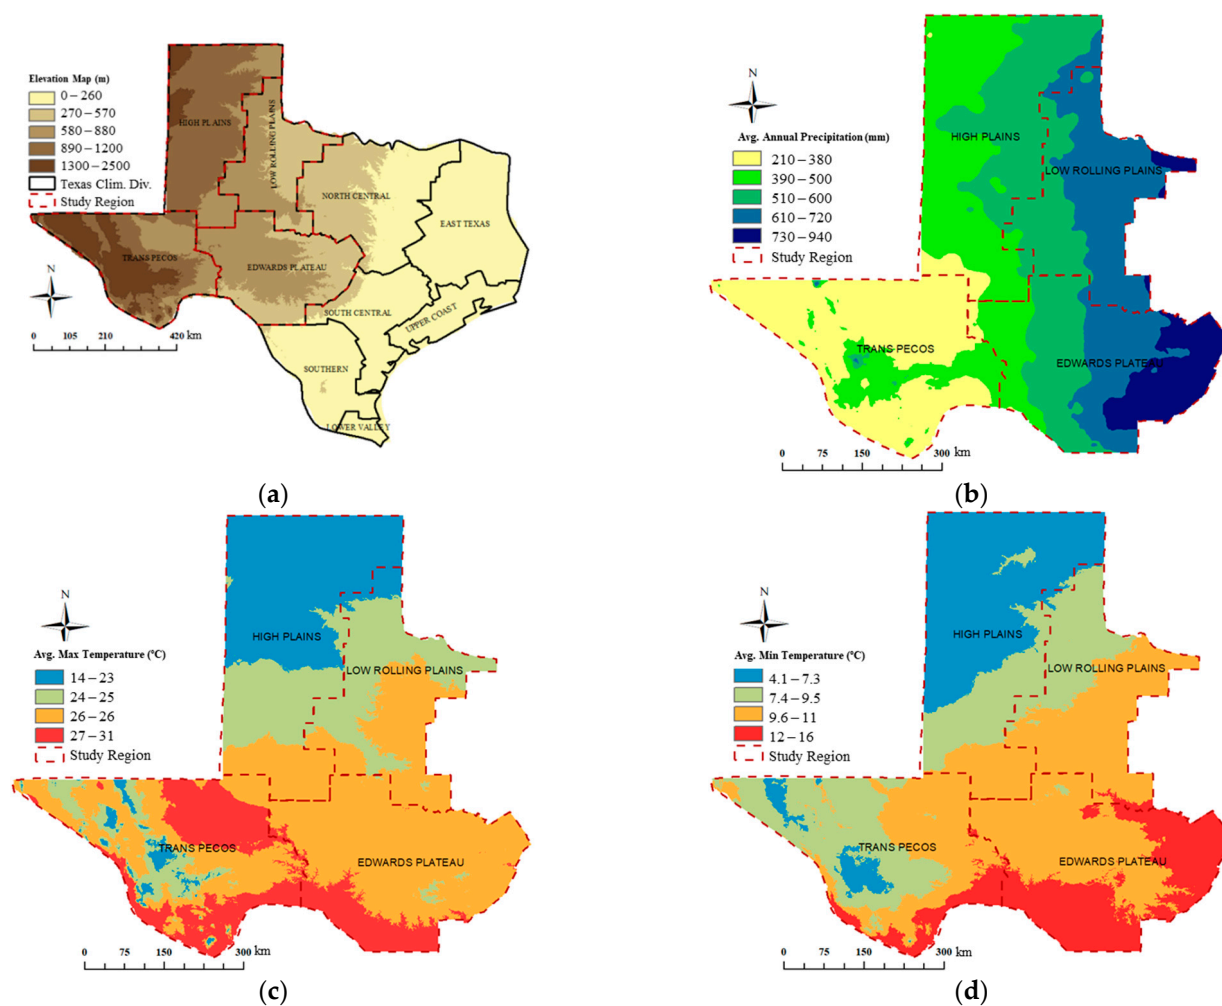 N
Elevation Map (m)
0–260
270–570
580–880
890–1200
1300–2500
Texas Clim. Div.
Study Region
HIGH PLAINS
LOW ROLLING PLAINS
NORTH CENTRAL
EAST TEXAS
TRANS PECOS
EDWARDS PLATEAU
SOUTH CENTRAL
UPPER COAST
SOUTHERN
LOWER VALLEY
N
0 105 210 420 km
(a)
N
Avg. Annual Precipitation (mm)
210–380
390–500
510–600
610–720
730–940
Study Region
HIGH PLAINS
LOW ROLLING PLAINS
TRANS PECOS
EDWARDS PLATEAU
0 75 150 300 km
(b)
N
Avg. Max Temperature (°C)
14–23
24–25
26–26
27–31
Study Region
HIGH PLAINS
LOW ROLLING PLAINS
TRANS PECOS
EDWARDS PLATEAU
0 75 150 300 km
(c)
N
Avg. Min Temperature (°C)
4.1–7.3
7.4–9.5
9.6–11
12–16
Study Region
HIGH PLAINS
LOW ROLLING PLAINS
TRANS PECOS
EDWARDS PLATEAU
0 75 150 300 km
(d)